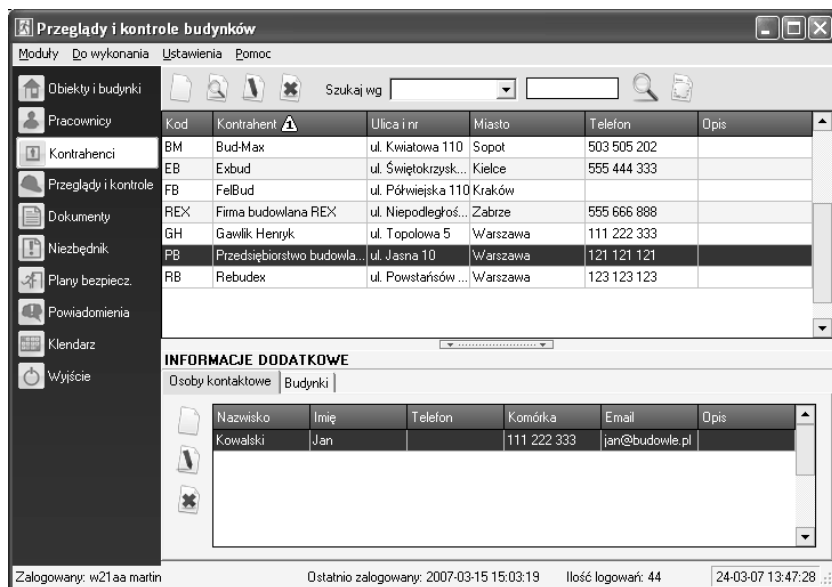 Przeglądy i kontrole budynków
Moduły Do wykonania Ustawienia Pomoc
Obiekty i budynki
Pracownicy
Kontrahenci
Przeglądy i kontrole
Dokumenty
Niezbędnik
Plany bezpiecz.
Powiadomienia
Klendarz
Wyjście
Szukaj wg
Kod Kontrahent 1 Ulica i nr Miasto Telefon Opis
BM Bud-Max ul. Kwiatowa 110 Sopot 503 505 202
EB Exbud ul. Świętokrzysk... Kielce 555 444 333
FB FelBud ul. Półwiejska 110 Kraków
REX Firma budowlana REX ul. Niepodległoś... Zabrze 555 666 888
GH Gawlik Henryk ul. Topolowa 5 Warszawa 111 222 333
PB Przedsiębiorstwo budowla... ul. Jasna 10 Warszawa 121 121 121
RB Rebudex ul. Powstańsów ... Warszawa 123 123 123
INFORMACJE DODATKOWE
Osoby kontaktowe Budynki
Nazwisko Imię Telefon Komórka Email Opis
Kowalski Jan 111 222 333 jan@budowle.pl
Zalogowany: w21aa martin Ostatnio zalogowany: 2007-03-15 15:03:19 Ilość logowań: 44 24-03-07 13:47:28